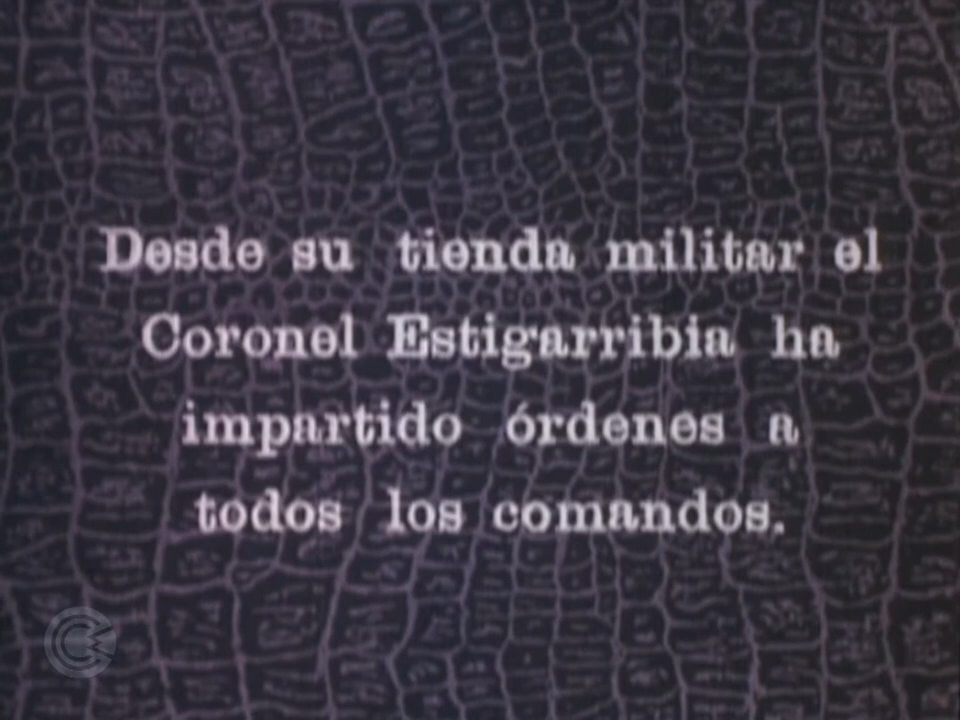 Desde su tienda militar el
Coronel Estigarribia ha
impartido órdenes a
todos los comandos.